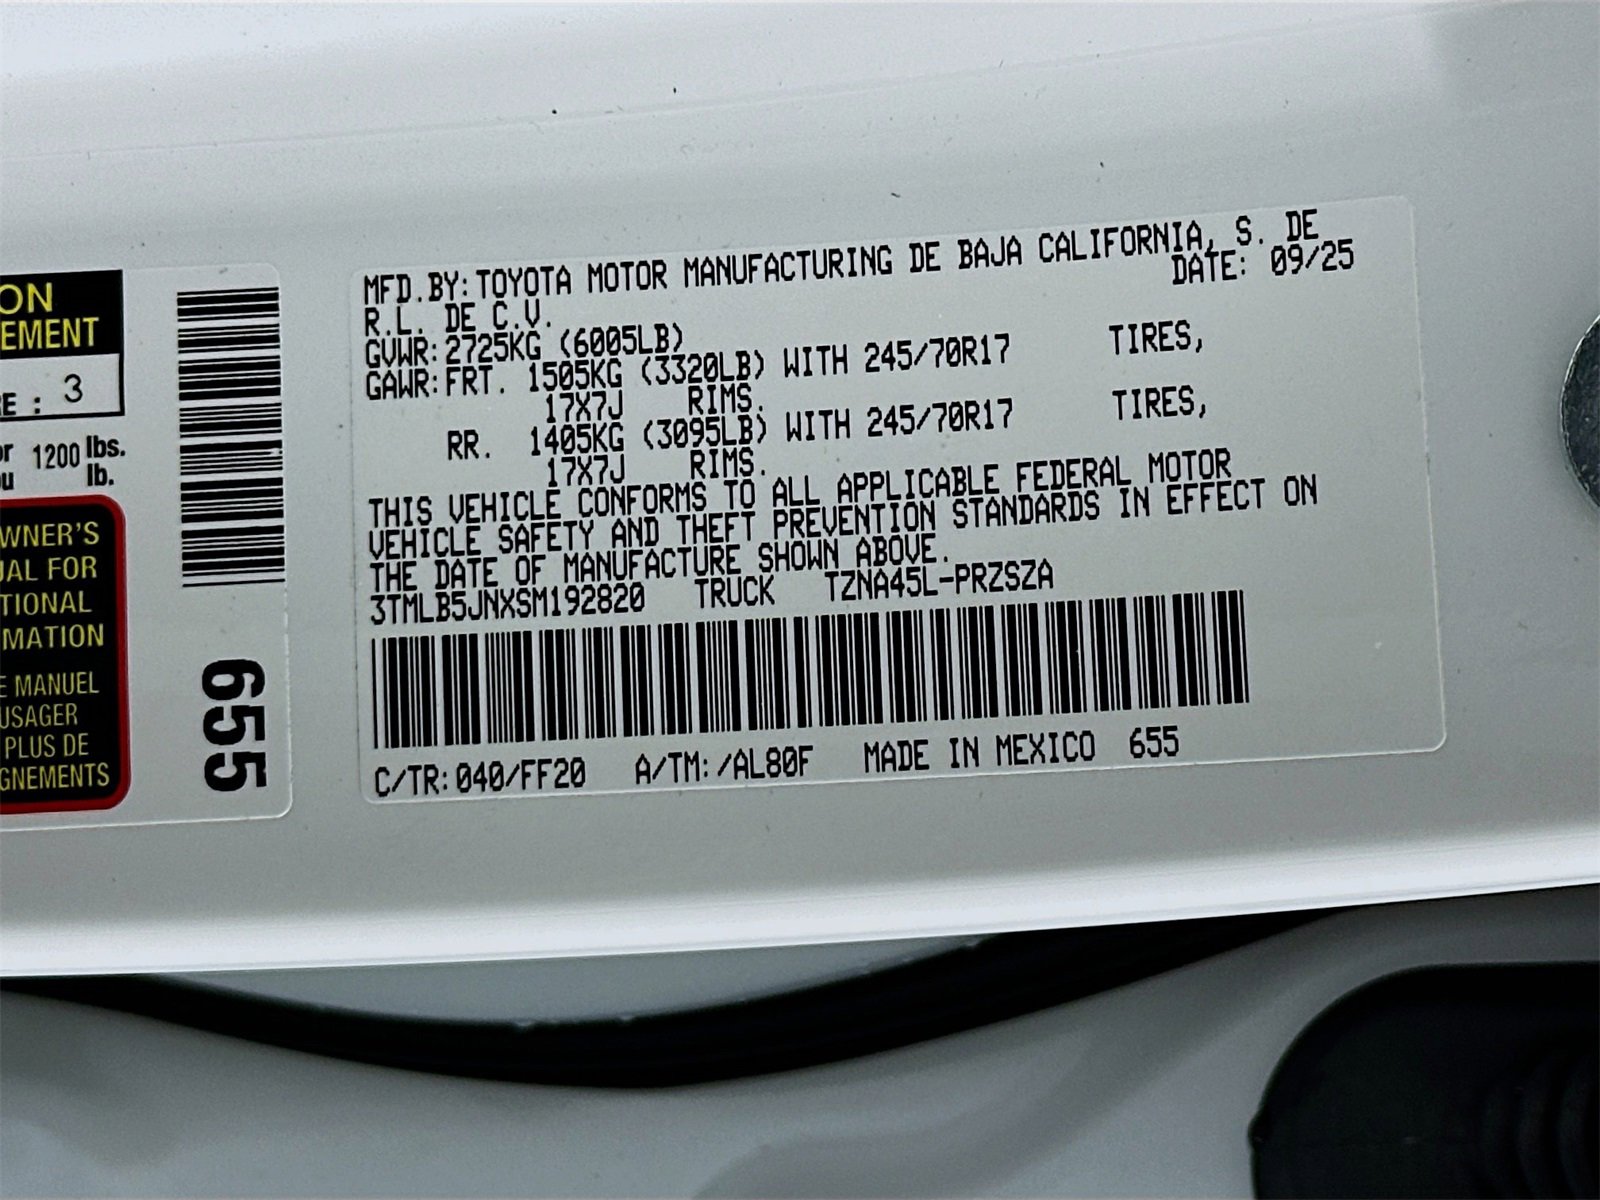 ON
EMENT
RE : 3
or 1200 lbs.
ou lb.
WNER'S
UAL FOR
TIONAL
MATION
E MANUEL
USAGER
PLUS DE
GNEMENTS
655
MFD.BY:TOYOTA MOTOR MANUFACTURING DE BAJA CALIFORNIA, S. DE
R.L. DE C.V. DATE: 09/25
GVWR:2725KG (6005LB)
GAWR:FRT. 1505KG (3320LB) WITH 245/70R17 TIRES,
17X7J RIMS.
RR. 1405KG (3095LB) WITH 245/70R17 TIRES,
17X7J RIMS.
THIS VEHICLE CONFORMS TO ALL APPLICABLE FEDERAL MOTOR
VEHICLE SAFETY AND THEFT PREVENTION STANDARDS IN EFFECT ON
THE DATE OF MANUFACTURE SHOWN ABOVE.
3TMLB5JNXSM192820 TRUCK TZNA45L-PRZSZA
C/TR:040/FF20 A/TM:/AL80F MADE IN MEXICO 655